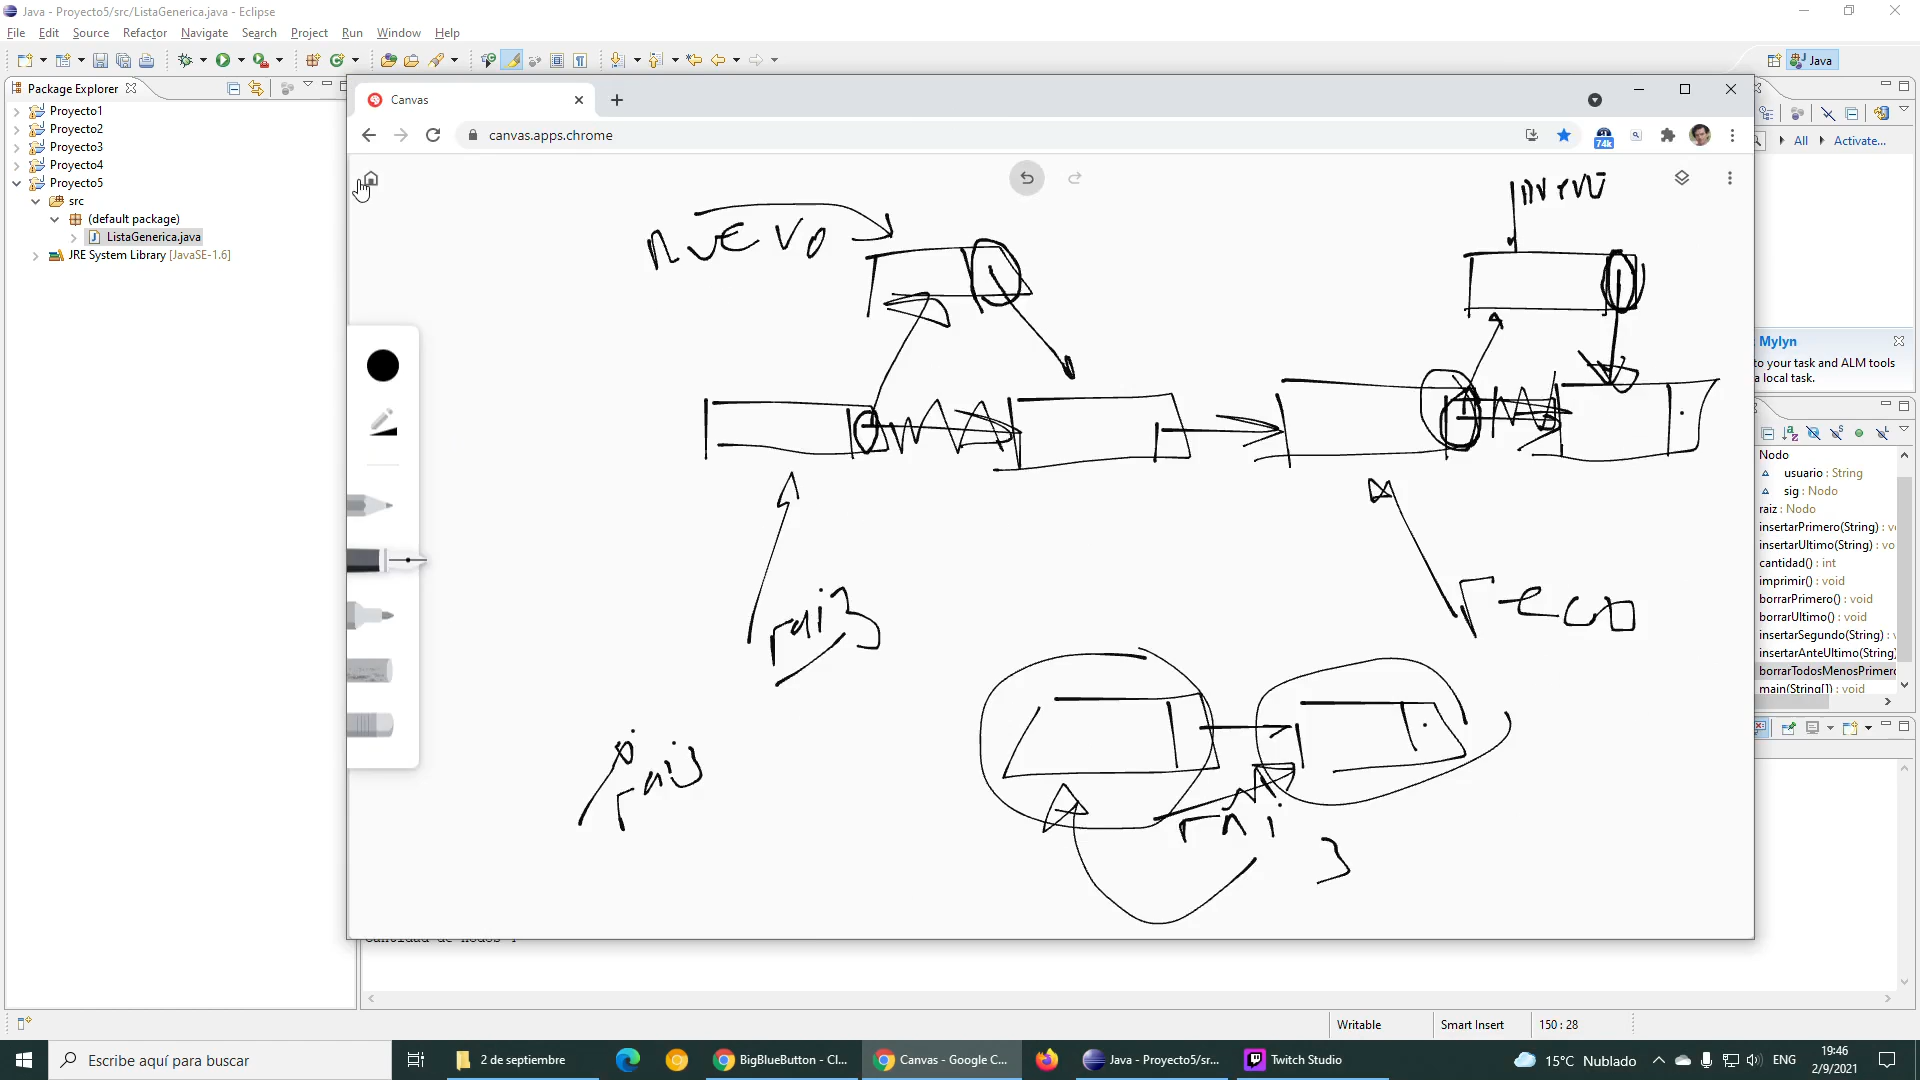 Java - Proyecto5/src/ListaGenerica.java - Eclipse
File Edit Source Refactor Navigate Search Project Run Window Help
Java
Package Explorer
Proyecto1
Proyecto2
Proyecto3
Proyecto4
Proyecto5
src
(default package)
ListaGenerica.java
JRE System Library [JavaSE-1.6]
Canvas
canvas.apps.chrome
74k
All Activate...
nuevo
raiz
reco
raiz
raiz
Mylyn
to your task and ALM tools
a local task.
Nodo
usuario : String
sig : Nodo
raiz : Nodo
insertarPrimero(String) : v
insertarUltimo(String) : vo
cantidad() : int
imprimir() : void
borrarPrimero() : void
borrarUltimo() : void
insertarSegundo(String) :
insertarAnteUltimo(String)
borrarTodosMenosPrimero
main(String[]) : void
Writable Smart Insert 150 : 28
Escribe aquí para buscar
2 de septiembre
BigBlueButton - Cl...
Canvas - Google C...
Java - Proyecto5/sr...
Twitch Studio
15°C Nublado
ENG
19:46
2/9/2021